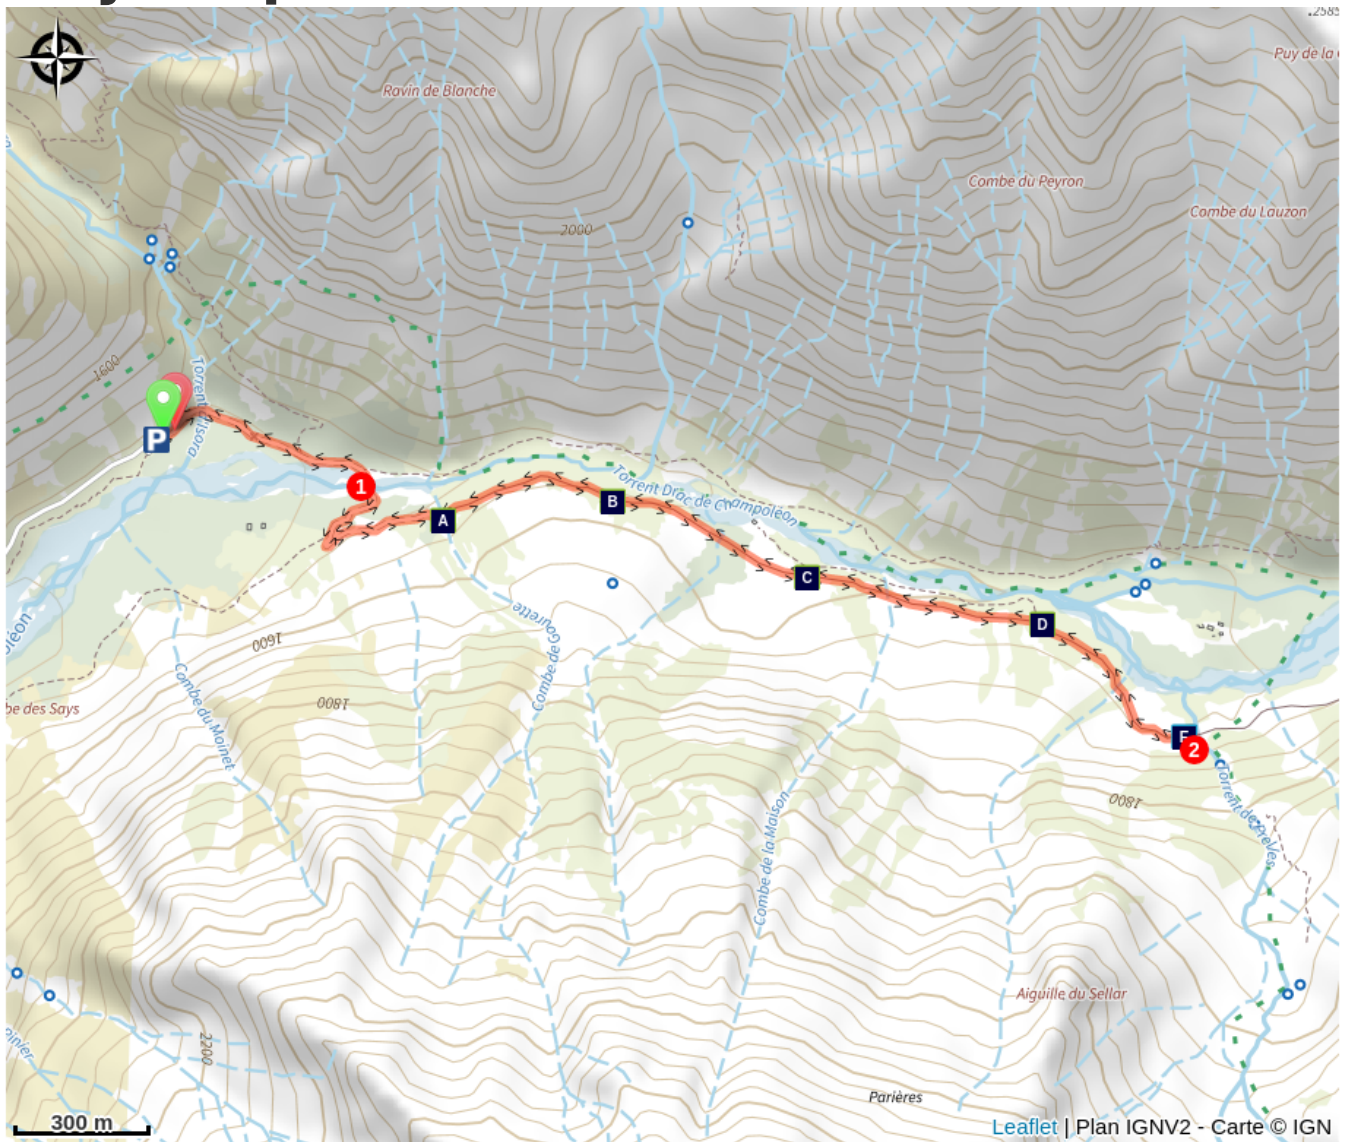 2585
Puy de la
Ravin de Blanche
Combe du Peyron
Combe du Lauzon
2000
1600
Torrent
P
1
Torrent Drac de Champoléon
A
B
C
D
2
1600
Combe de Gourette
Combe du Moinet
1800
be des Says
1800
Torrent de Prelles
Combe de la Maison
Aiguille du Sellar
2200
Parières
300 m
Leaflet | Plan IGNV2 - Carte © IGN